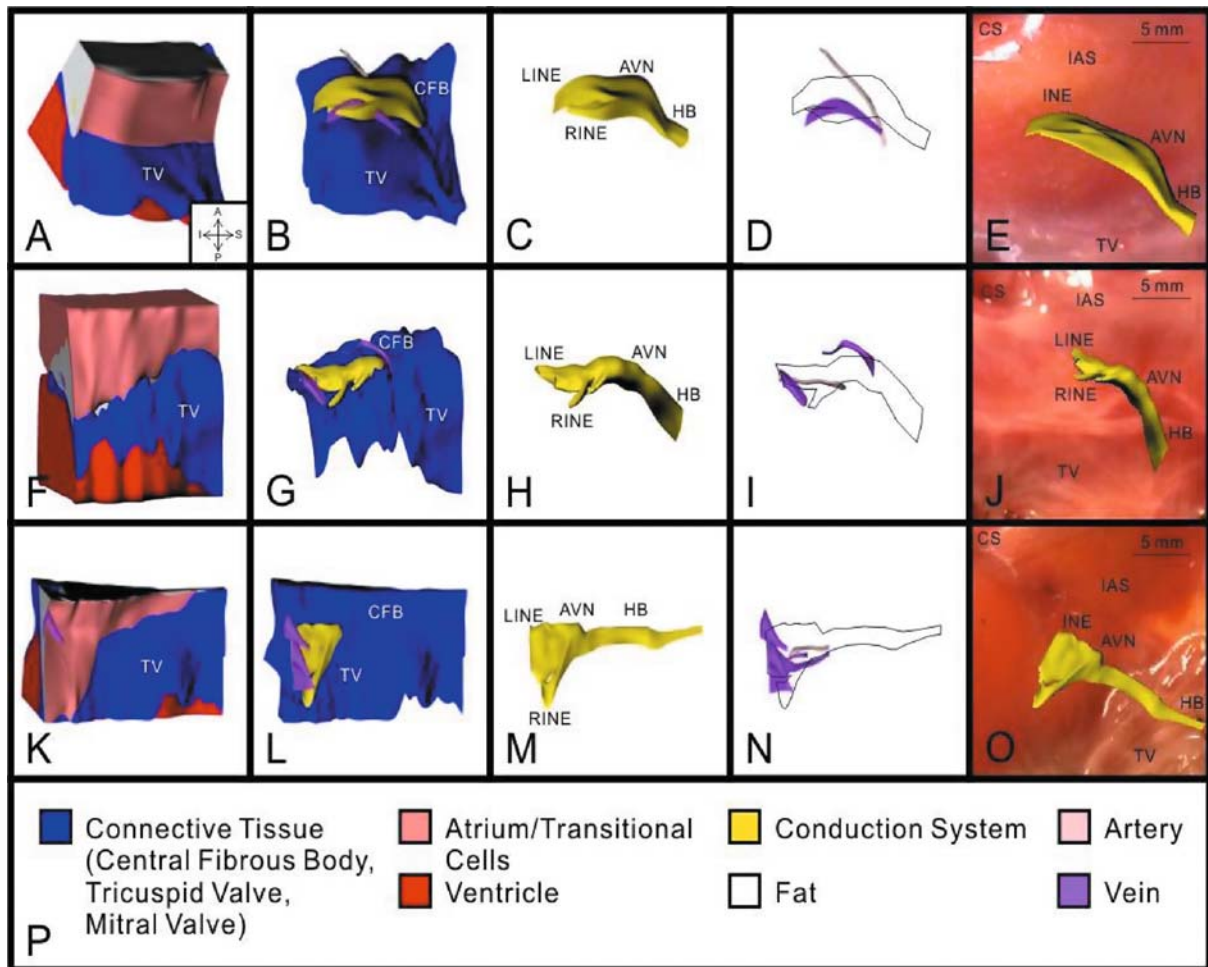 TV
A
A
I S
P
CFB
TV
B
LINE AVN
HB
RINE
C
D
CS 5 mm
IAS
INE
AVN
HB
TV
E
TV
F
CFB
TV
G
LINE AVN
HB
RINE
H
I
CS 5 mm
IAS
LINE
AVN
RINE
HB
TV
J
TV
K
CFB
TV
L
LINE AVN HB
RINE
M
N
CS 5 mm
IAS
INE
AVN
HB
TV
O
Connective Tissue
(Central Fibrous Body,
Tricuspid Valve,
Mitral Valve)
Atrium/Transitional
Cells
Ventricle
Conduction System
Fat
Artery
Vein
P